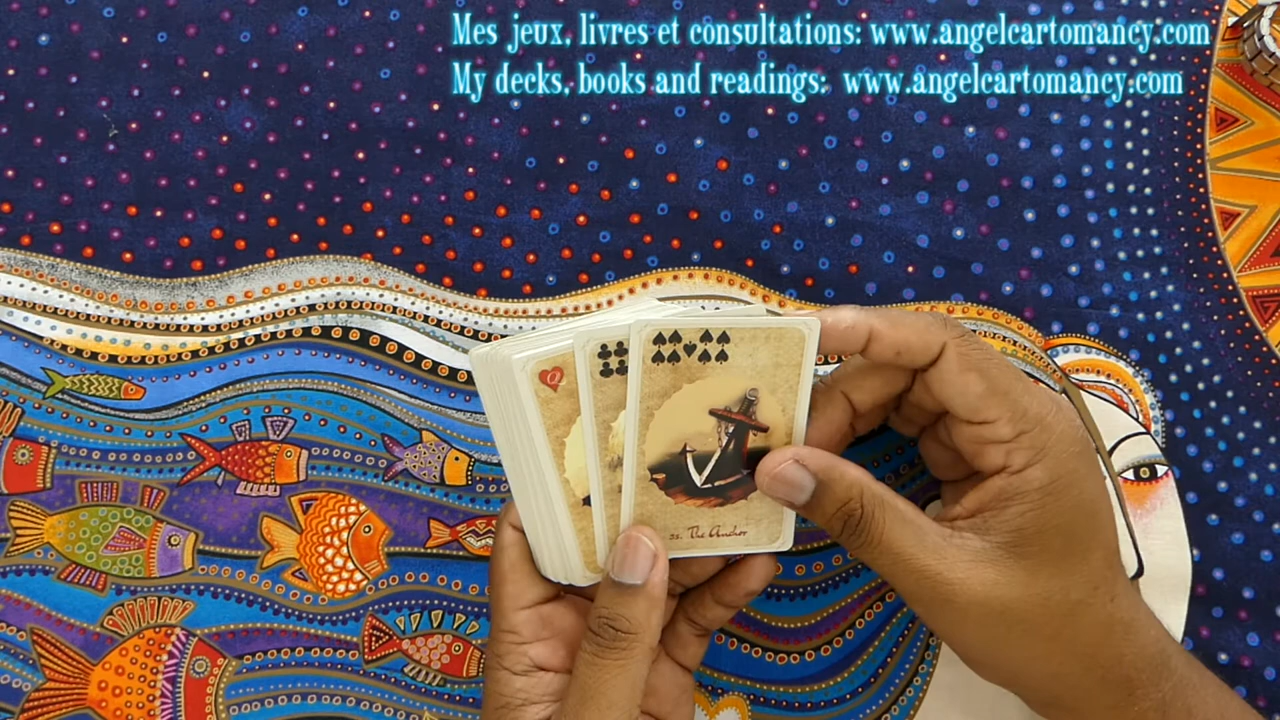 Mes jeux, livres et consultations: www.angelcartomancy.com
My decks, books and readings: www.angelcartomancy.com
Q
35. The Anchor